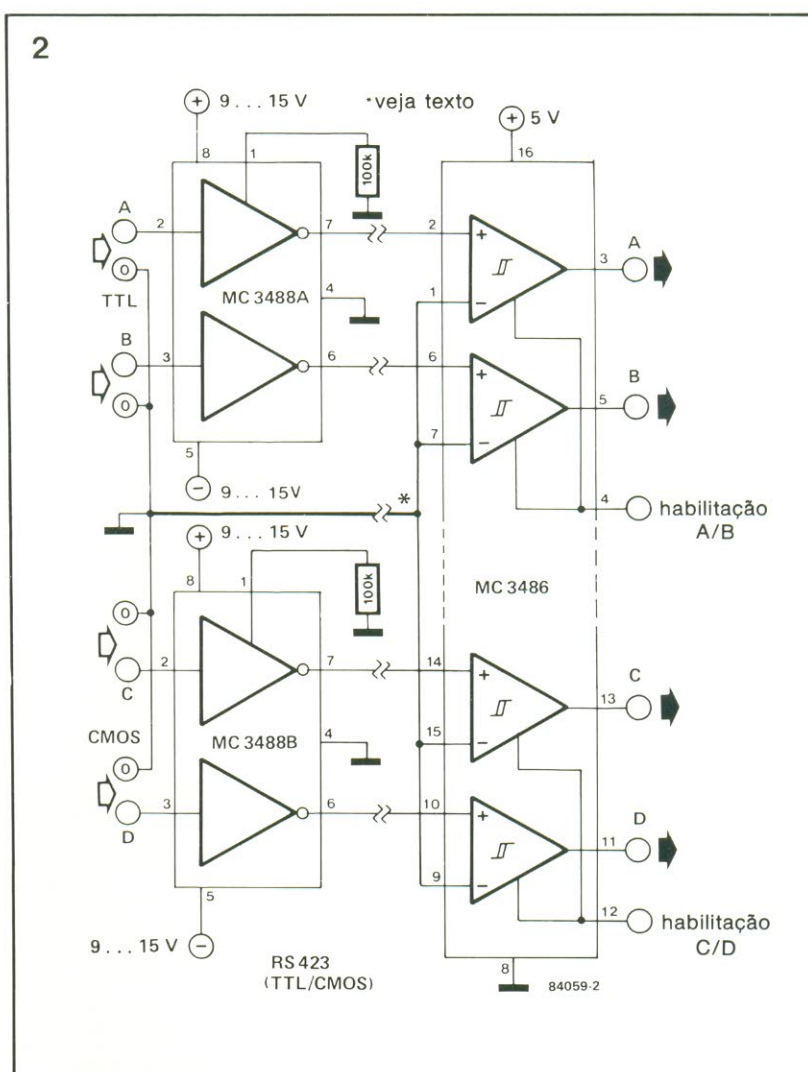 2
+ 9...15 V
*veja texto
+ 5 V
8
1
100k
16
A
2
7
2
+
3
A
0
TTL
MC 3488A
4
1
-
B
3
6
6
+
5
B
0
7
-
5
- 9...15V
*
4
habilitação
A/B
+ 9...15 V
8
1
100k
MC 3486
0
C
2
7
14
+
C
13
CMOS
MC 3488B
4
15
-
0
D
3
6
10
+
D
11
9
-
12
habilitação
C/D
5
9...15 V -
RS 423
(TTL/CMOS)
8
84059-2